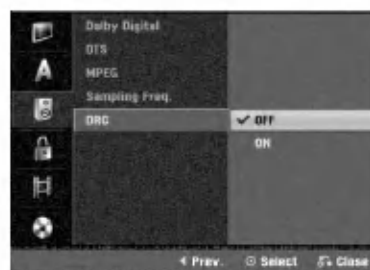 Dolby Digital
DTS
MPEG
Sampling Freq.
DRC
OFF
ON
Prev. Select Close